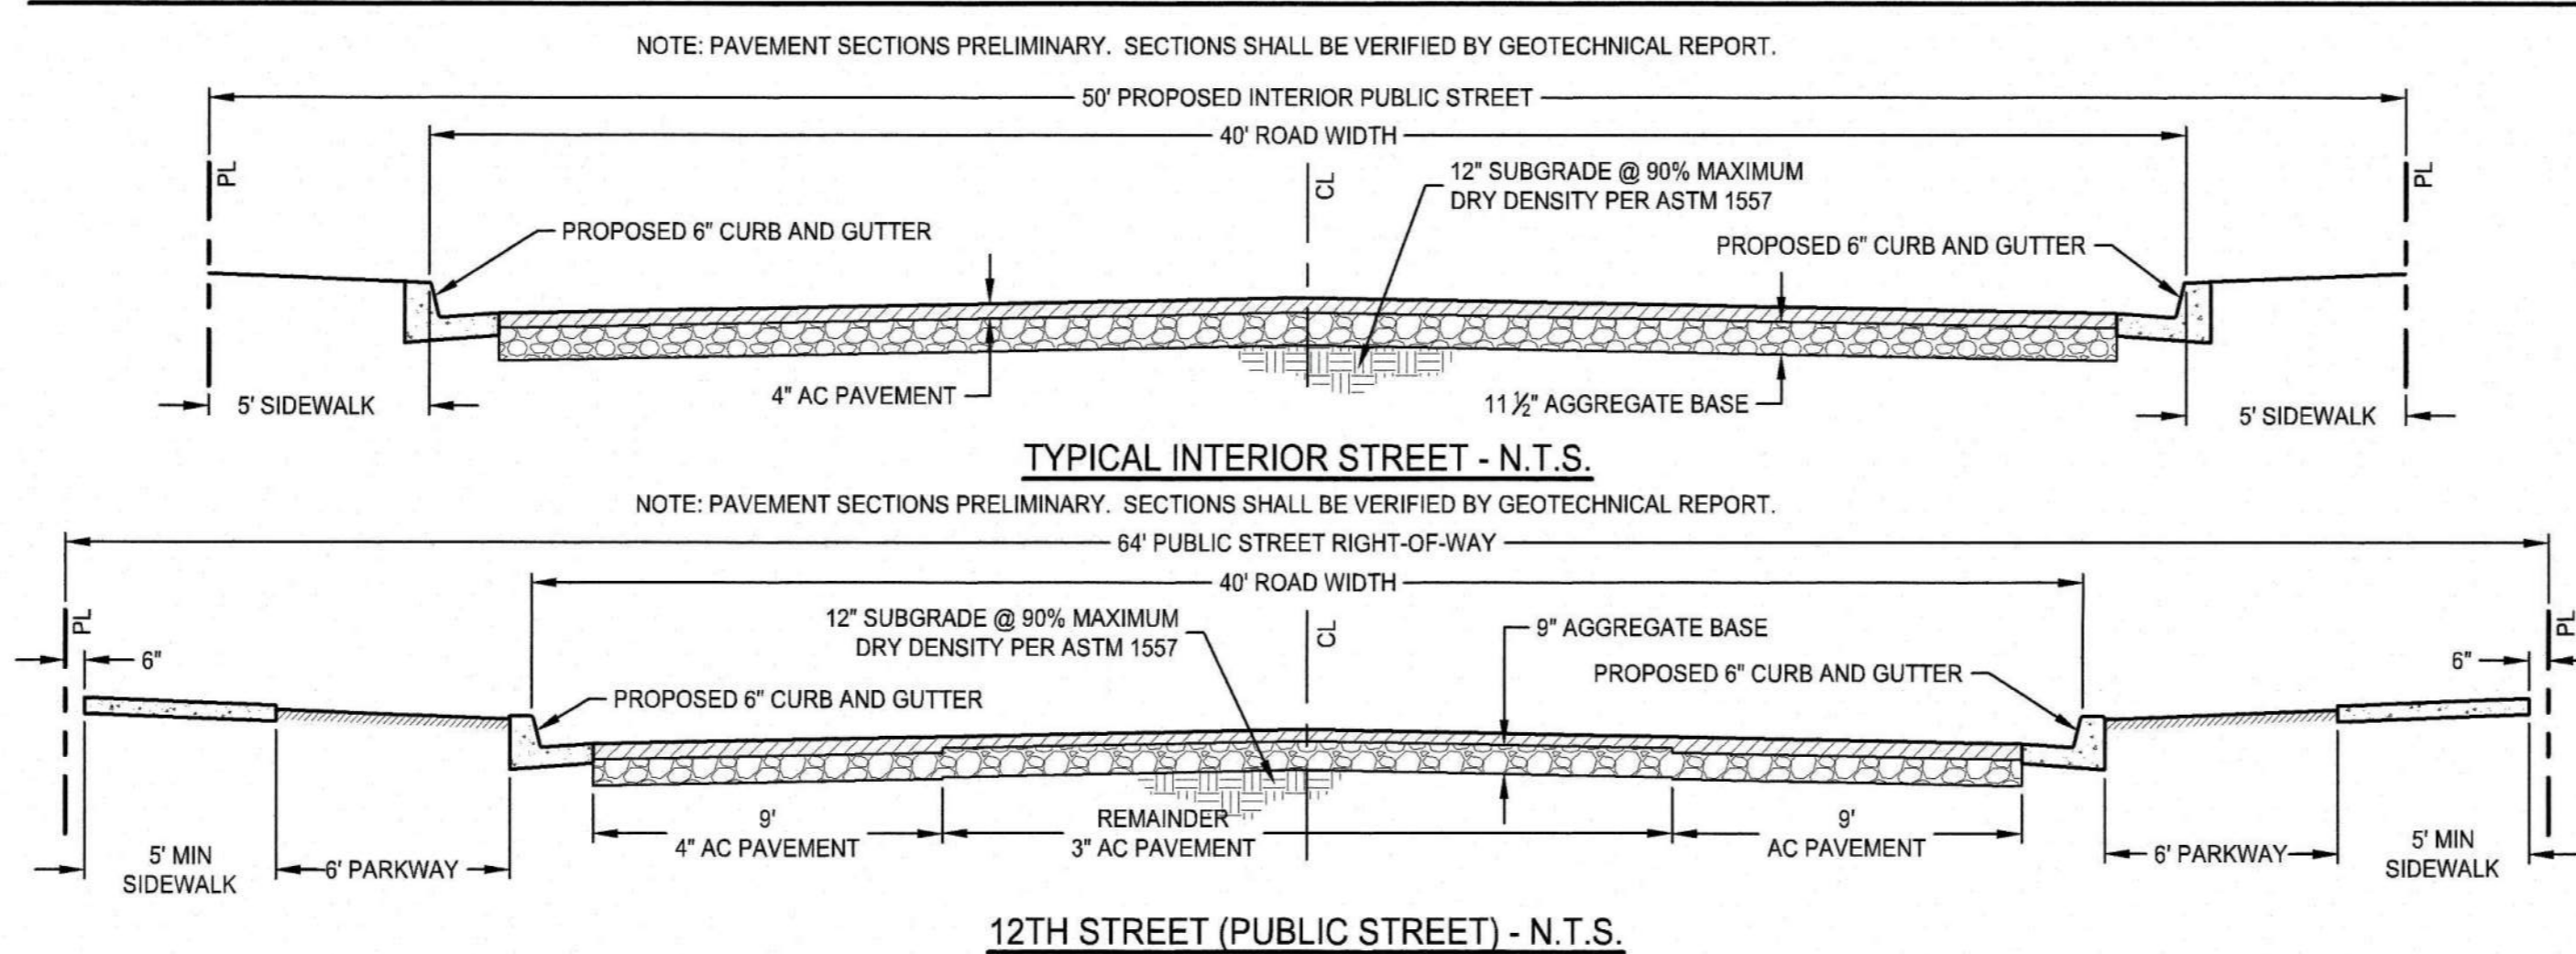 NOTE: PAVEMENT SECTIONS PRELIMINARY. SECTIONS SHALL BE VERIFIED BY GEOTECHNICAL REPORT.
50' PROPOSED INTERIOR PUBLIC STREET
40' ROAD WIDTH
PL
CL
12" SUBGRADE @ 90% MAXIMUM
DRY DENSITY PER ASTM 1557
PL
PROPOSED 6" CURB AND GUTTER
PROPOSED 6" CURB AND GUTTER
5' SIDEWALK
4" AC PAVEMENT
11 ½" AGGREGATE BASE
5' SIDEWALK
TYPICAL INTERIOR STREET - N.T.S.
NOTE: PAVEMENT SECTIONS PRELIMINARY. SECTIONS SHALL BE VERIFIED BY GEOTECHNICAL REPORT.
64' PUBLIC STREET RIGHT-OF-WAY
40' ROAD WIDTH
PL
12" SUBGRADE @ 90% MAXIMUM
DRY DENSITY PER ASTM 1557
CL
9" AGGREGATE BASE
PL
6"
PROPOSED 6" CURB AND GUTTER
PROPOSED 6" CURB AND GUTTER
6"
5' MIN
SIDEWALK
6' PARKWAY
9'
4" AC PAVEMENT
REMAINDER
3" AC PAVEMENT
9'
AC PAVEMENT
6' PARKWAY
5' MIN
SIDEWALK
12TH STREET (PUBLIC STREET) - N.T.S.